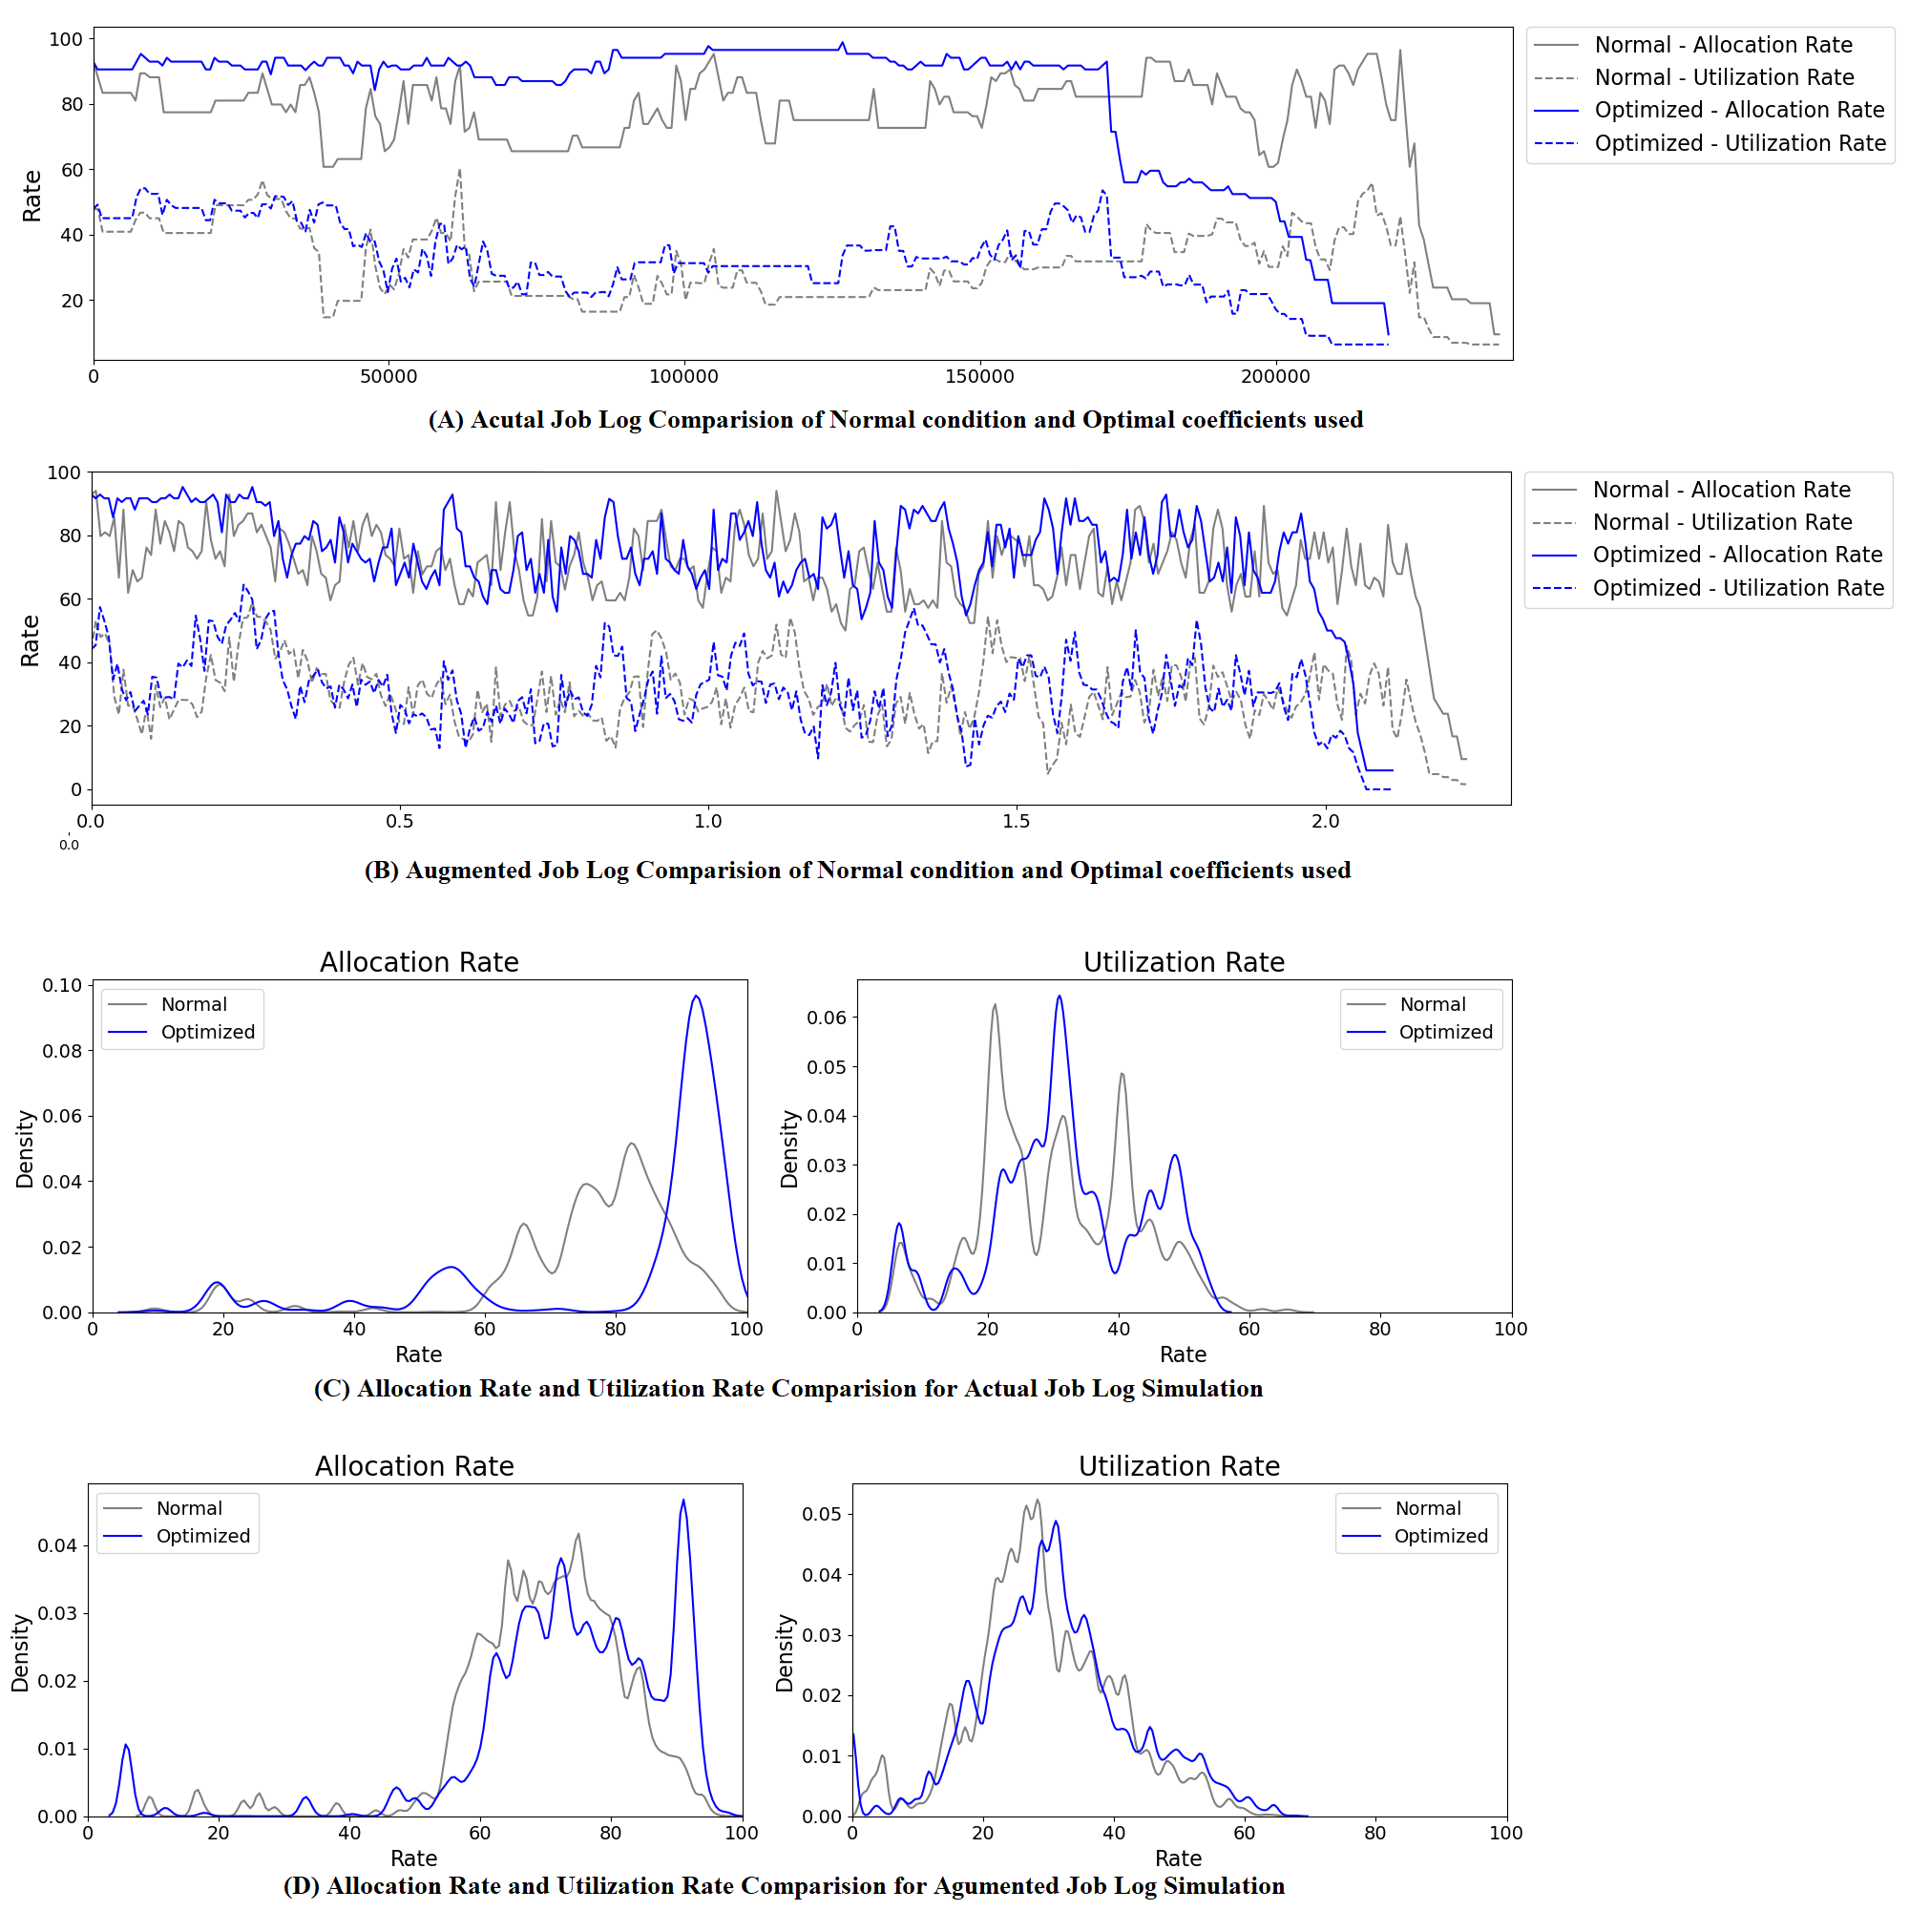 100
80
60
40
20
Rate
0
50000
100000
150000
200000
Normal - Allocation Rate
Normal - Utilization Rate
Optimized - Allocation Rate
Optimized - Utilization Rate
(A) Acutal Job Log Comparision of Normal condition and Optimal coefficients used
100
80
60
40
20
0
Rate
0.0
0.5
1.0
1.5
2.0
0.0
Normal - Allocation Rate
Normal - Utilization Rate
Optimized - Allocation Rate
Optimized - Utilization Rate
(B) Augmented Job Log Comparision of Normal condition and Optimal coefficients used
Allocation Rate
Normal
Optimized
0.10
0.08
0.06
0.04
0.02
0.00
Density
0
20
40
60
80
100
Rate
Utilization Rate
Normal
Optimized
0.06
0.05
0.04
0.03
0.02
0.01
0.00
Density
0
20
40
60
80
100
Rate
(C) Allocation Rate and Utilization Rate Comparision for Actual Job Log Simulation
Allocation Rate
Normal
Optimized
0.04
0.03
0.02
0.01
0.00
Density
0
20
40
60
80
100
Rate
Utilization Rate
Normal
Optimized
0.05
0.04
0.03
0.02
0.01
0.00
Density
0
20
40
60
80
100
Rate
(D) Allocation Rate and Utilization Rate Comparision for Agumented Job Log Simulation